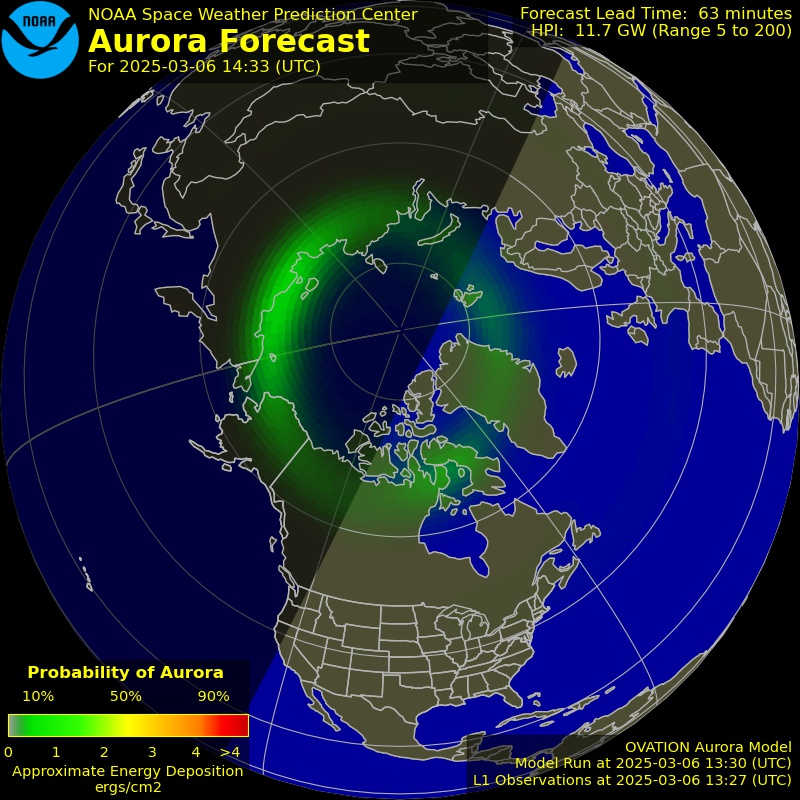 NOAA
NOAA Space Weather Prediction Center
Aurora Forecast
For 2025-03-06 14:33 (UTC)
Forecast Lead Time: 63 minutes
HPI: 11.7 GW (Range 5 to 200)
Probability of Aurora
10% 50% 90%
0 1 2 3 4 >4
Approximate Energy Deposition
ergs/cm2
OVATION Aurora Model
Model Run at 2025-03-06 13:30 (UTC)
L1 Observations at 2025-03-06 13:27 (UTC)